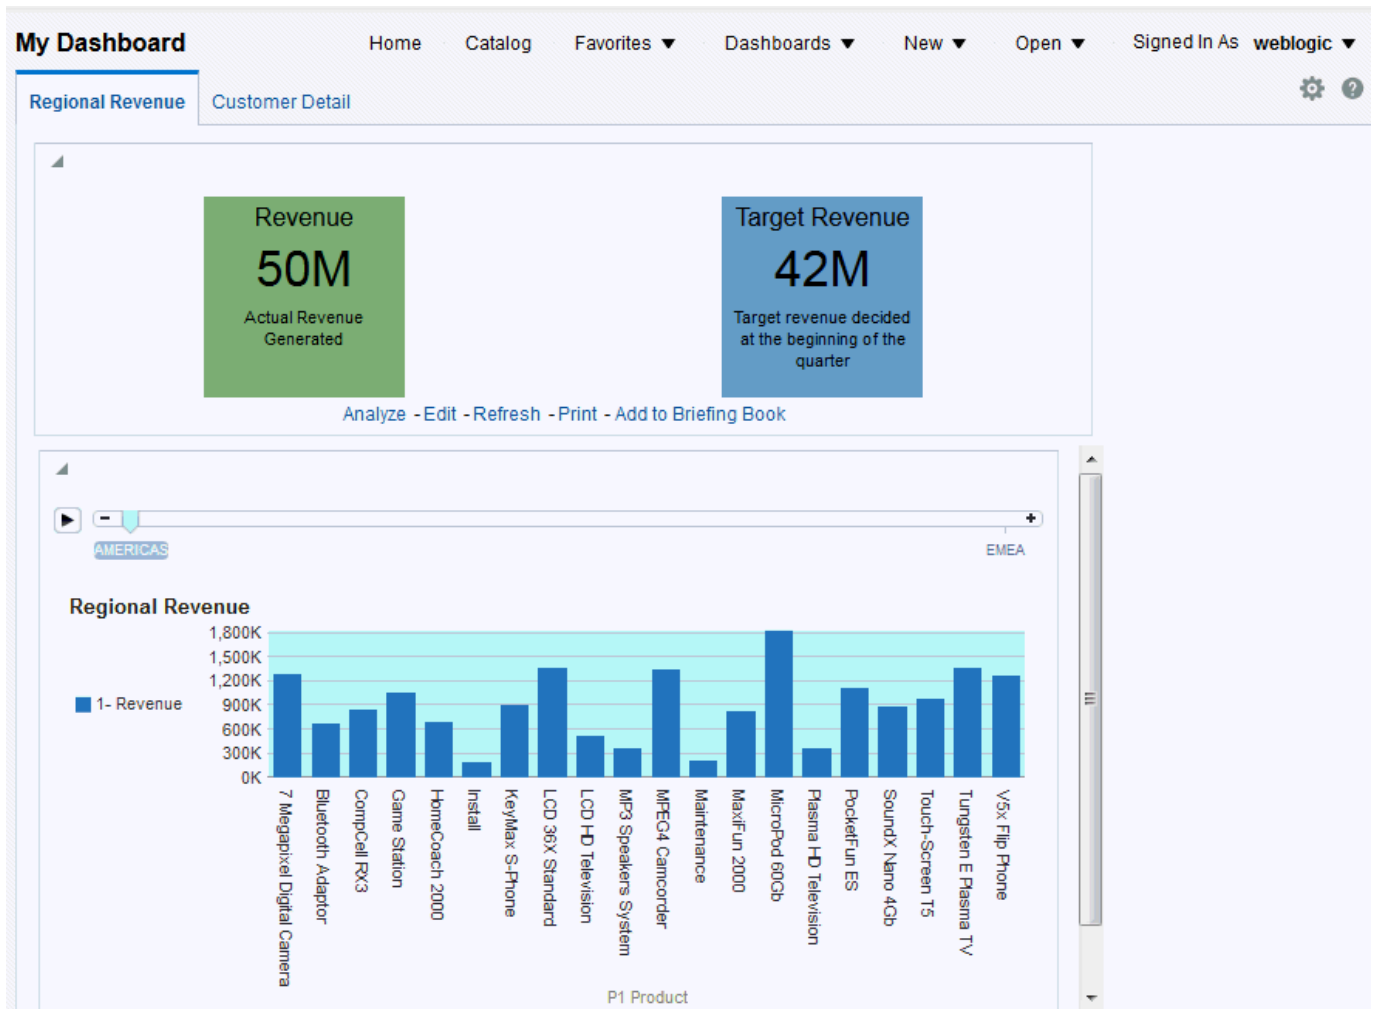 My Dashboard
Home Catalog Favorites ▼ Dashboards ▼ New ▼ Open ▼ Signed In As weblogic ▼
Regional Revenue Customer Detail
Revenue
50M
Actual Revenue
Generated
Target Revenue
42M
Target revenue decided
at the beginning of the
quarter
Analyze - Edit - Refresh - Print - Add to Briefing Book
AMERICAS EMEA
Regional Revenue
1- Revenue
1,800K
1,500K
1,200K
900K
600K
300K
0K
7 Megapixel Digital Camera
Bluetooth Adaptor
CompCell RX3
Game Station
HomeCoach 2000
Install
KeyMax S-Phone
LCD 36X Standard
LCD HD Television
MP3 Speakers System
MPEG4 Camcorder
Maintenance
MaxiFun 2000
MicroPod 60Gb
Plasma HD Television
PocketFun ES
SoundX Nano 4Gb
Touch-Screen T5
Tungsten E Plasma TV
V5x Flip Phone
P1 Product